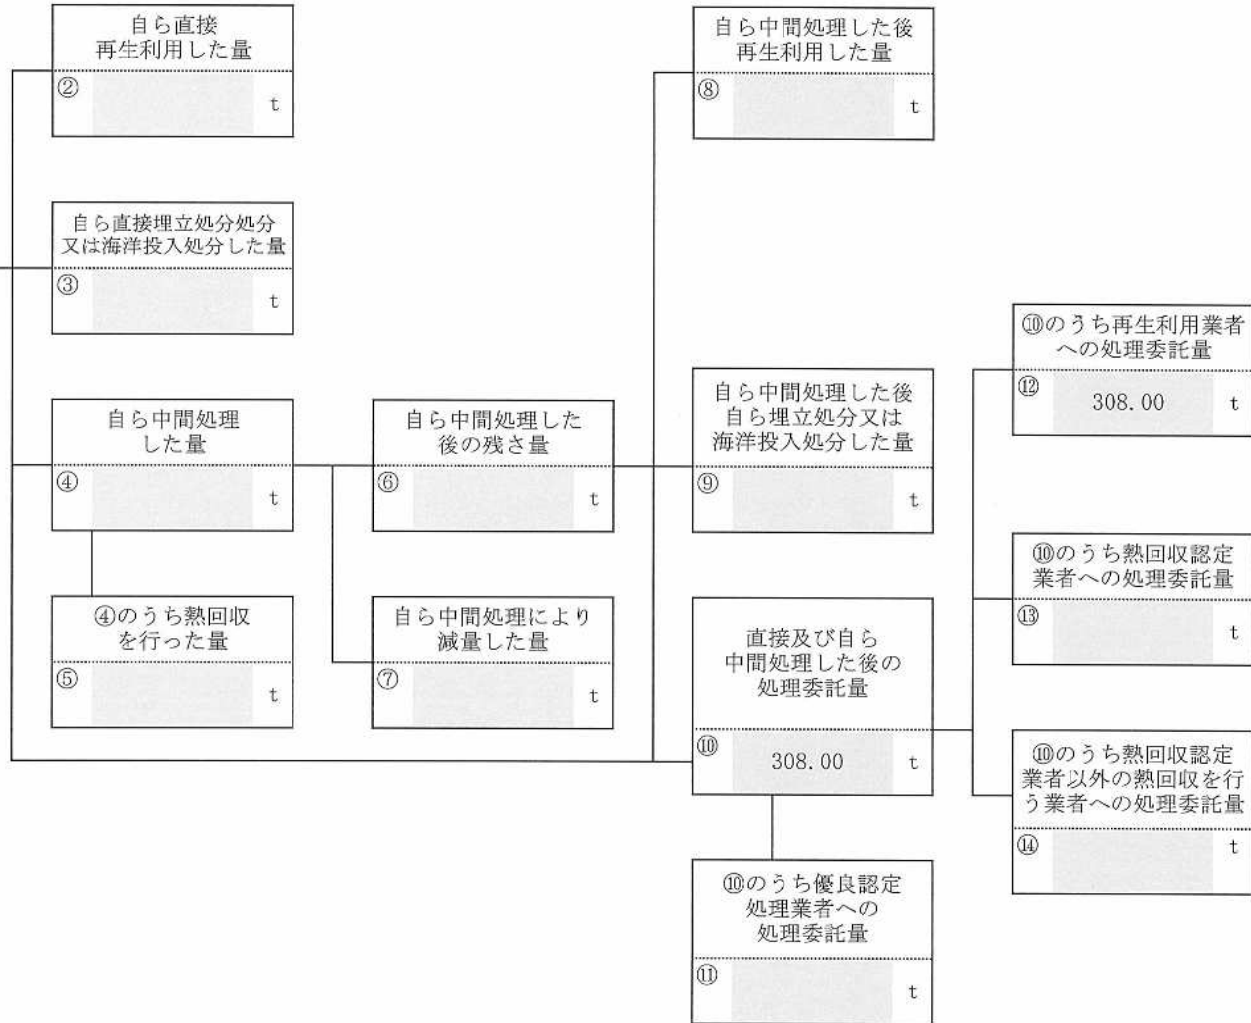 自ら直接
再生利用した量
②
t
自ら中間処理した後
再生利用した量
⑧
t
自ら直接埋立処分処分
又は海洋投入処分した量
③
t
⑩のうち再生利用業者
への処理委託量
⑫
308.00
t
自ら中間処理
した量
④
t
自ら中間処理した
後の残さ量
⑥
t
自ら中間処理した後
自ら埋立処分又は
海洋投入処分した量
⑨
t
⑩のうち熱回収認定
業者への処理委託量
⑬
t
④のうち熱回収
を行った量
⑤
t
自ら中間処理により
減量した量
⑦
t
直接及び自ら
中間処理した後の
処理委託量
⑩
308.00
t
⑩のうち熱回収認定
業者以外の熱回収を行
う業者への処理委託量
⑭
t
⑩のうち優良認定
処理業者への
処理委託量
⑪
t